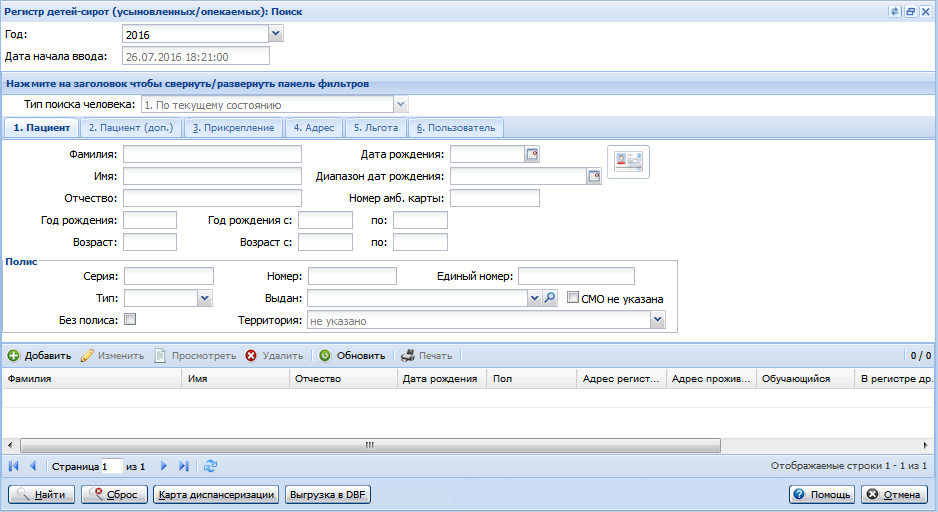 Регистр детей-сирот (усыновленных/опекаемых): Поиск
Год: 2016
Дата начала ввода: 26.07.2016 18:21:00
Нажмите на заголовок чтобы свернуть/развернуть панель фильтров
Тип поиска человека: 1. По текущему состоянию
1. Пациент 2. Пациент (доп.) 3. Прикрепление 4. Адрес 5. Льгота 6. Пользователь
Фамилия: Дата рождения:
Имя: Диапазон дат рождения:
Отчество: Номер амб. карты:
Год рождения: Год рождения с: по:
Возраст: Возраст с: по:
Полис
Серия: Номер: Единый номер:
Тип: Выдан: СМО не указана
Без полиса: Территория: не указано
Добавить Изменить Просмотреть Удалить Обновить Печать 0 / 0
Фамилия Имя Отчество Дата рождения Пол Адрес регист... Адрес прожив... Обучающийся В регистре др.
Страница 1 из 1 Отображаемые строки 1 - 1 из 1
Найти Сброс Карта диспансеризации Выгрузка в DBF Помощь Отмена